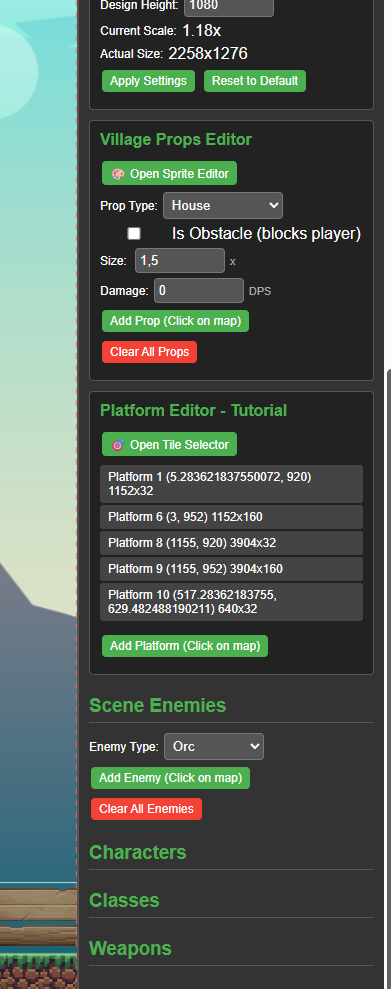 Design Height: 1080
Current Scale: 1.18x
Actual Size: 2258x1276
Apply Settings Reset to Default
Village Props Editor
Open Sprite Editor
Prop Type: House
Is Obstacle (blocks player)
Size: 1,5 x
Damage: 0 DPS
Add Prop (Click on map)
Clear All Props
Platform Editor - Tutorial
Open Tile Selector
Platform 1 (5.283621837550072, 920)
1152x32
Platform 6 (3, 952) 1152x160
Platform 8 (1155, 920) 3904x32
Platform 9 (1155, 952) 3904x160
Platform 10 (517.28362183755,
629.482488190211) 640x32
Add Platform (Click on map)
Scene Enemies
Enemy Type: Orc
Add Enemy (Click on map)
Clear All Enemies
Characters
Classes
Weapons